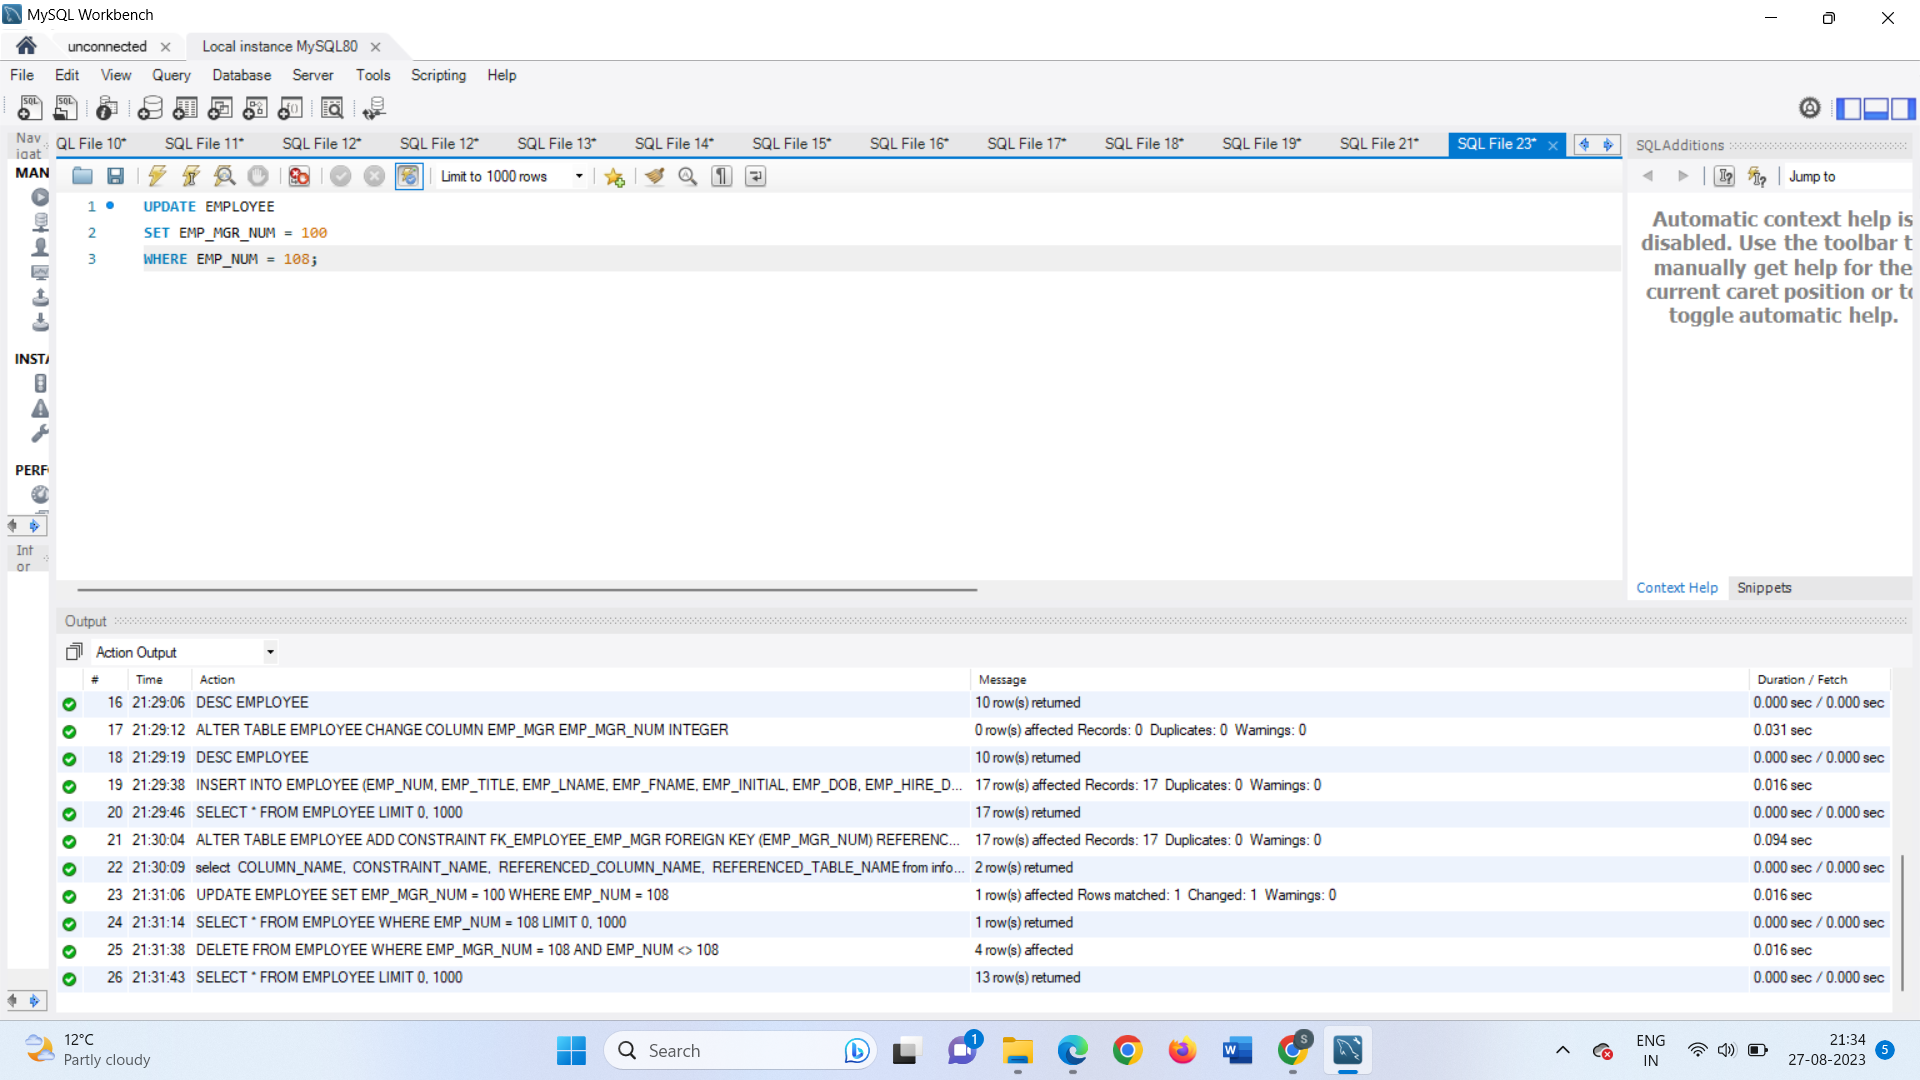 MySQL Workbench
unconnected
Local instance MySQL80
File Edit View Query Database Server Tools Scripting Help
Nav
igat
QL File 10* SQL File 11* SQL File 12* SQL File 12* SQL File 13* SQL File 14* SQL File 15* SQL File 16* SQL File 17* SQL File 18* SQL File 19* SQL File 21* SQL File 23*
SQLAdditions
MAN
Limit to 1000 rows
Jump to
1 UPDATE EMPLOYEE
2 SET EMP_MGR_NUM = 100
3 WHERE EMP_NUM = 108;
Automatic context help is
disabled. Use the toolbar t
manually get help for the
current caret position or to
toggle automatic help.
INSTA
PERF
Inf
or
Context Help Snippets
Output
Action Output
# Time Action Message Duration / Fetch
16 21:29:06 DESC EMPLOYEE 10 row(s) returned 0.000 sec / 0.000 sec
17 21:29:12 ALTER TABLE EMPLOYEE CHANGE COLUMN EMP_MGR EMP_MGR_NUM INTEGER 0 row(s) affected Records: 0 Duplicates: 0 Warnings: 0 0.031 sec
18 21:29:19 DESC EMPLOYEE 10 row(s) returned 0.000 sec / 0.000 sec
19 21:29:38 INSERT INTO EMPLOYEE (EMP_NUM, EMP_TITLE, EMP_LNAME, EMP_FNAME, EMP_INITIAL, EMP_DOB, EMP_HIRE_D... 17 row(s) affected Records: 17 Duplicates: 0 Warnings: 0 0.016 sec
20 21:29:46 SELECT * FROM EMPLOYEE LIMIT 0, 1000 17 row(s) returned 0.000 sec / 0.000 sec
21 21:30:04 ALTER TABLE EMPLOYEE ADD CONSTRAINT FK_EMPLOYEE_EMP_MGR FOREIGN KEY (EMP_MGR_NUM) REFERENC... 17 row(s) affected Records: 17 Duplicates: 0 Warnings: 0 0.094 sec
22 21:30:09 select COLUMN_NAME, CONSTRAINT_NAME, REFERENCED_COLUMN_NAME, REFERENCED_TABLE_NAME from info... 2 row(s) returned 0.000 sec / 0.000 sec
23 21:31:06 UPDATE EMPLOYEE SET EMP_MGR_NUM = 100 WHERE EMP_NUM = 108 1 row(s) affected Rows matched: 1 Changed: 1 Warnings: 0 0.016 sec
24 21:31:14 SELECT * FROM EMPLOYEE WHERE EMP_NUM = 108 LIMIT 0, 1000 1 row(s) returned 0.000 sec / 0.000 sec
25 21:31:38 DELETE FROM EMPLOYEE WHERE EMP_MGR_NUM = 108 AND EMP_NUM <> 108 4 row(s) affected 0.016 sec
26 21:31:43 SELECT * FROM EMPLOYEE LIMIT 0, 1000 13 row(s) returned 0.000 sec / 0.000 sec
12°C
Partly cloudy
Search
1
S
ENG
IN
21:34
27-08-2023
5